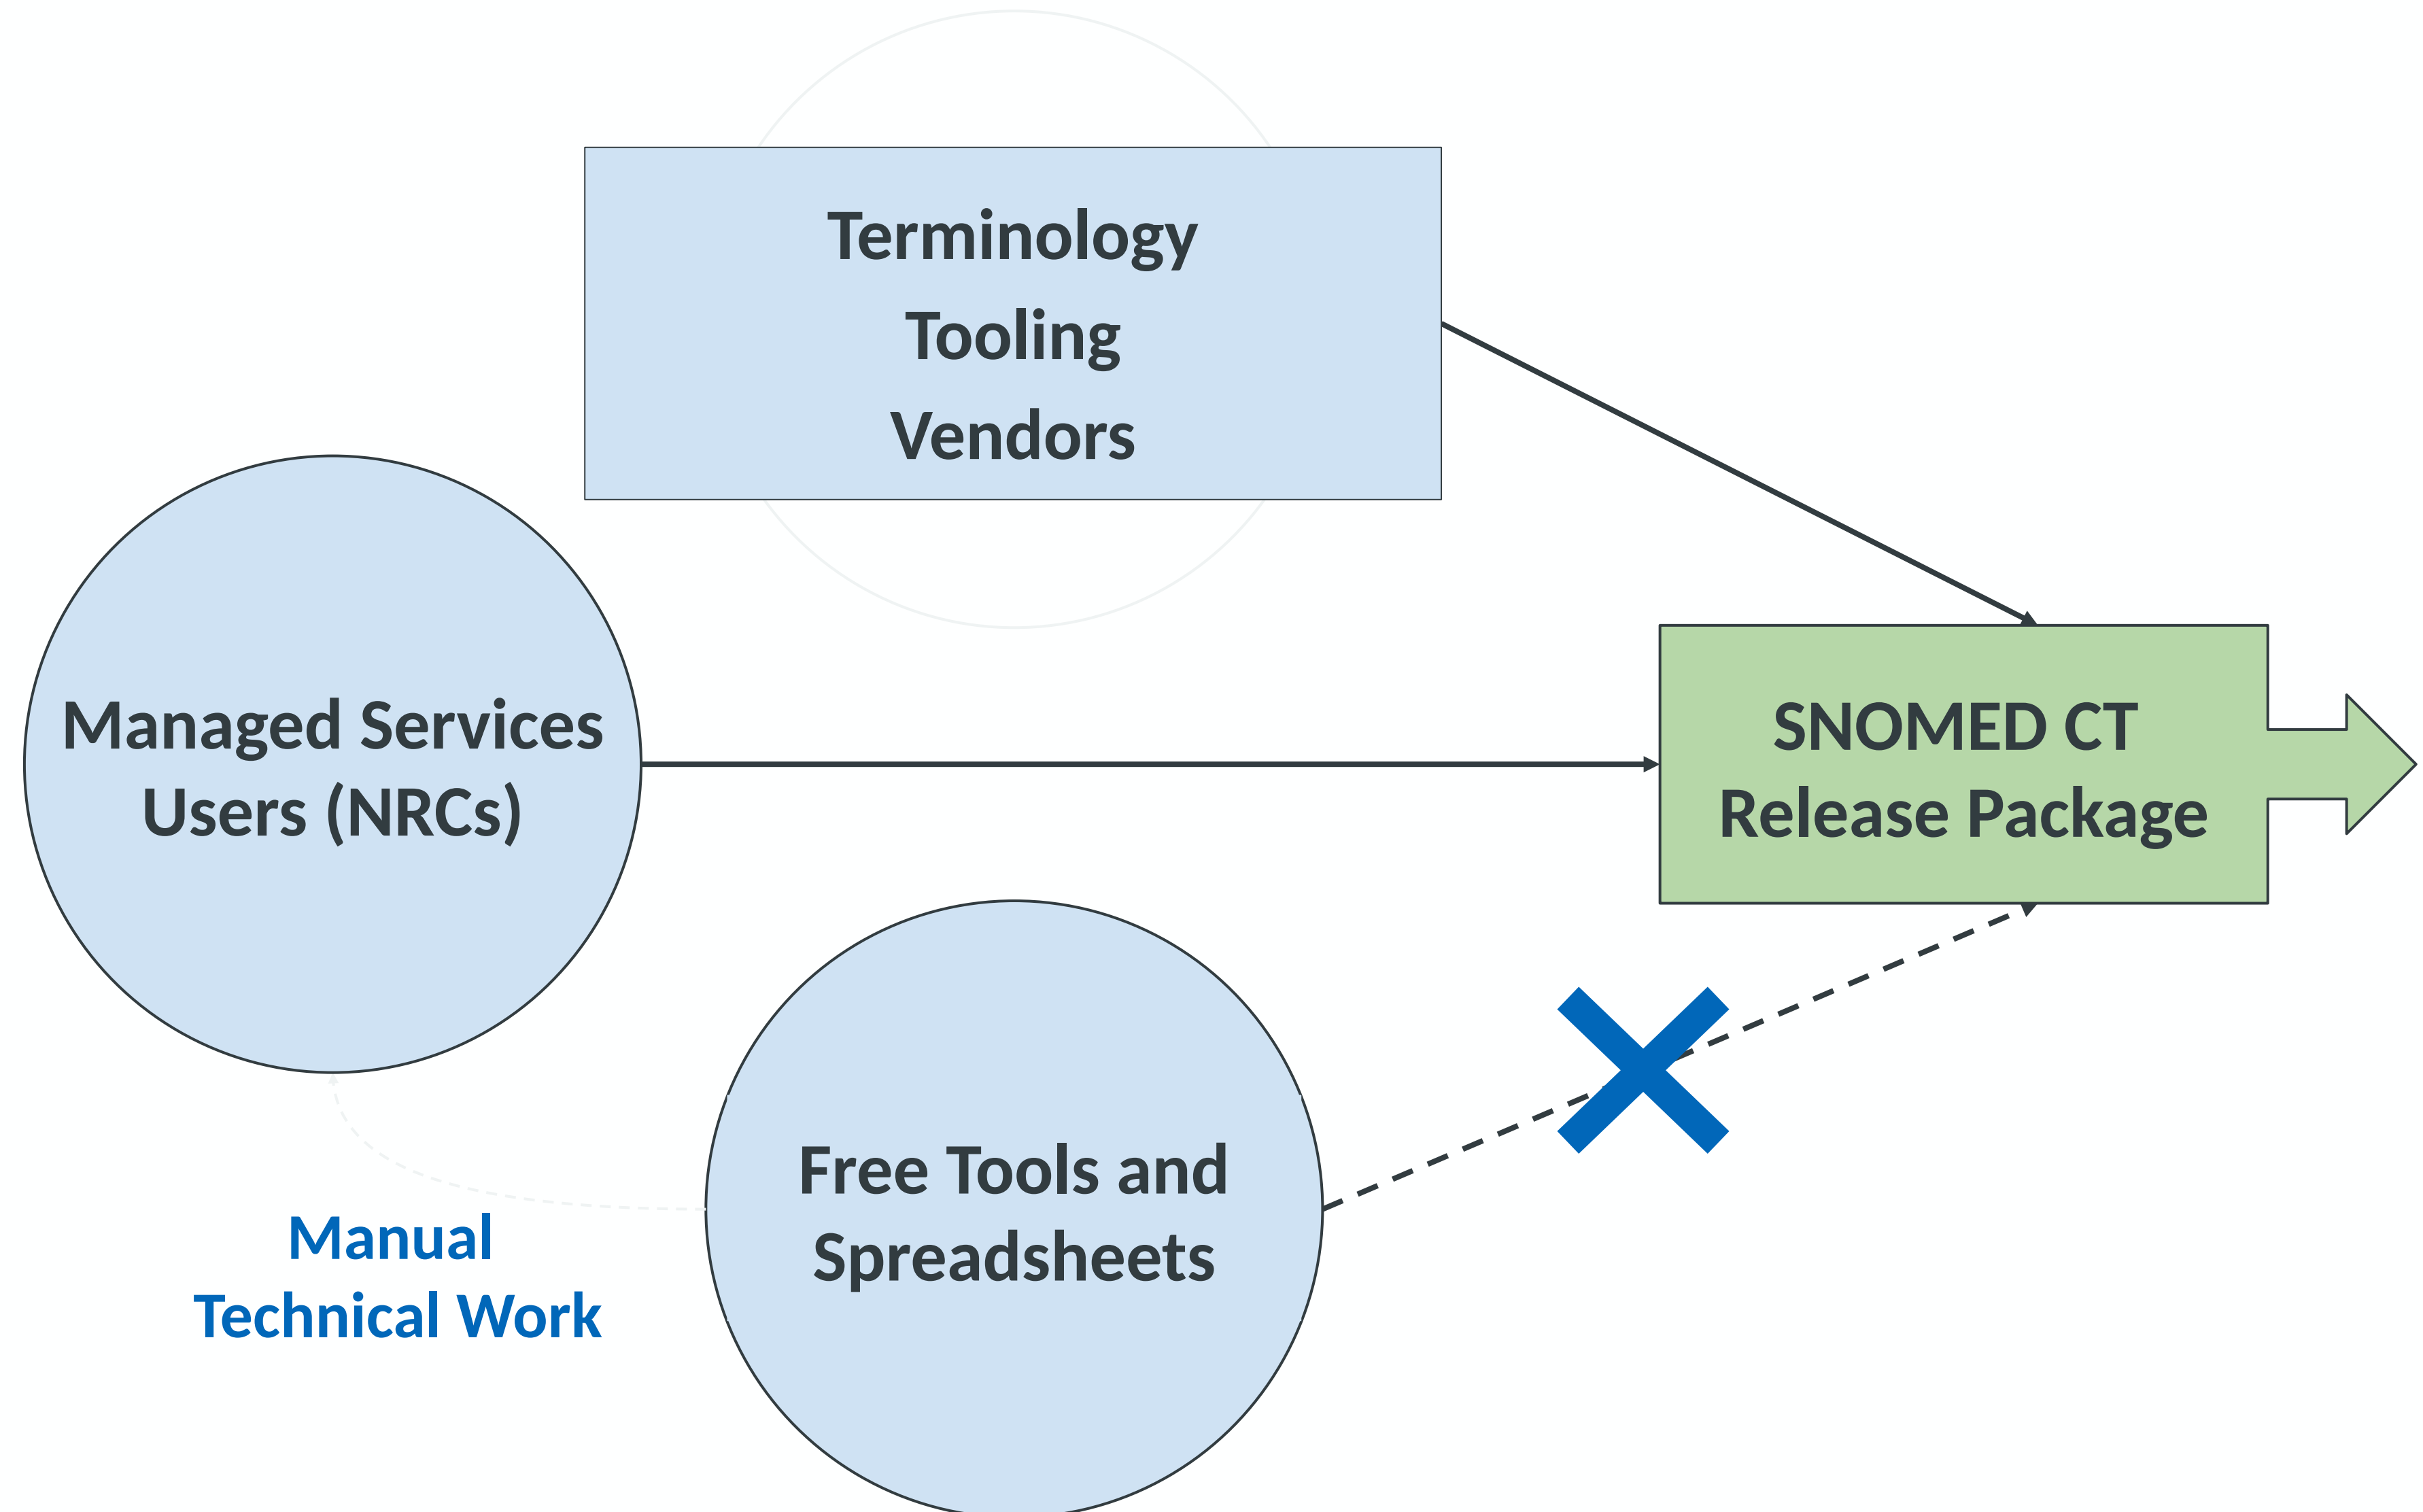 Terminology
Tooling
Vendors
Managed Services
Users (NRCs)
SNOMED CT
Release Package
Free Tools and
Spreadsheets
Manual
Technical Work